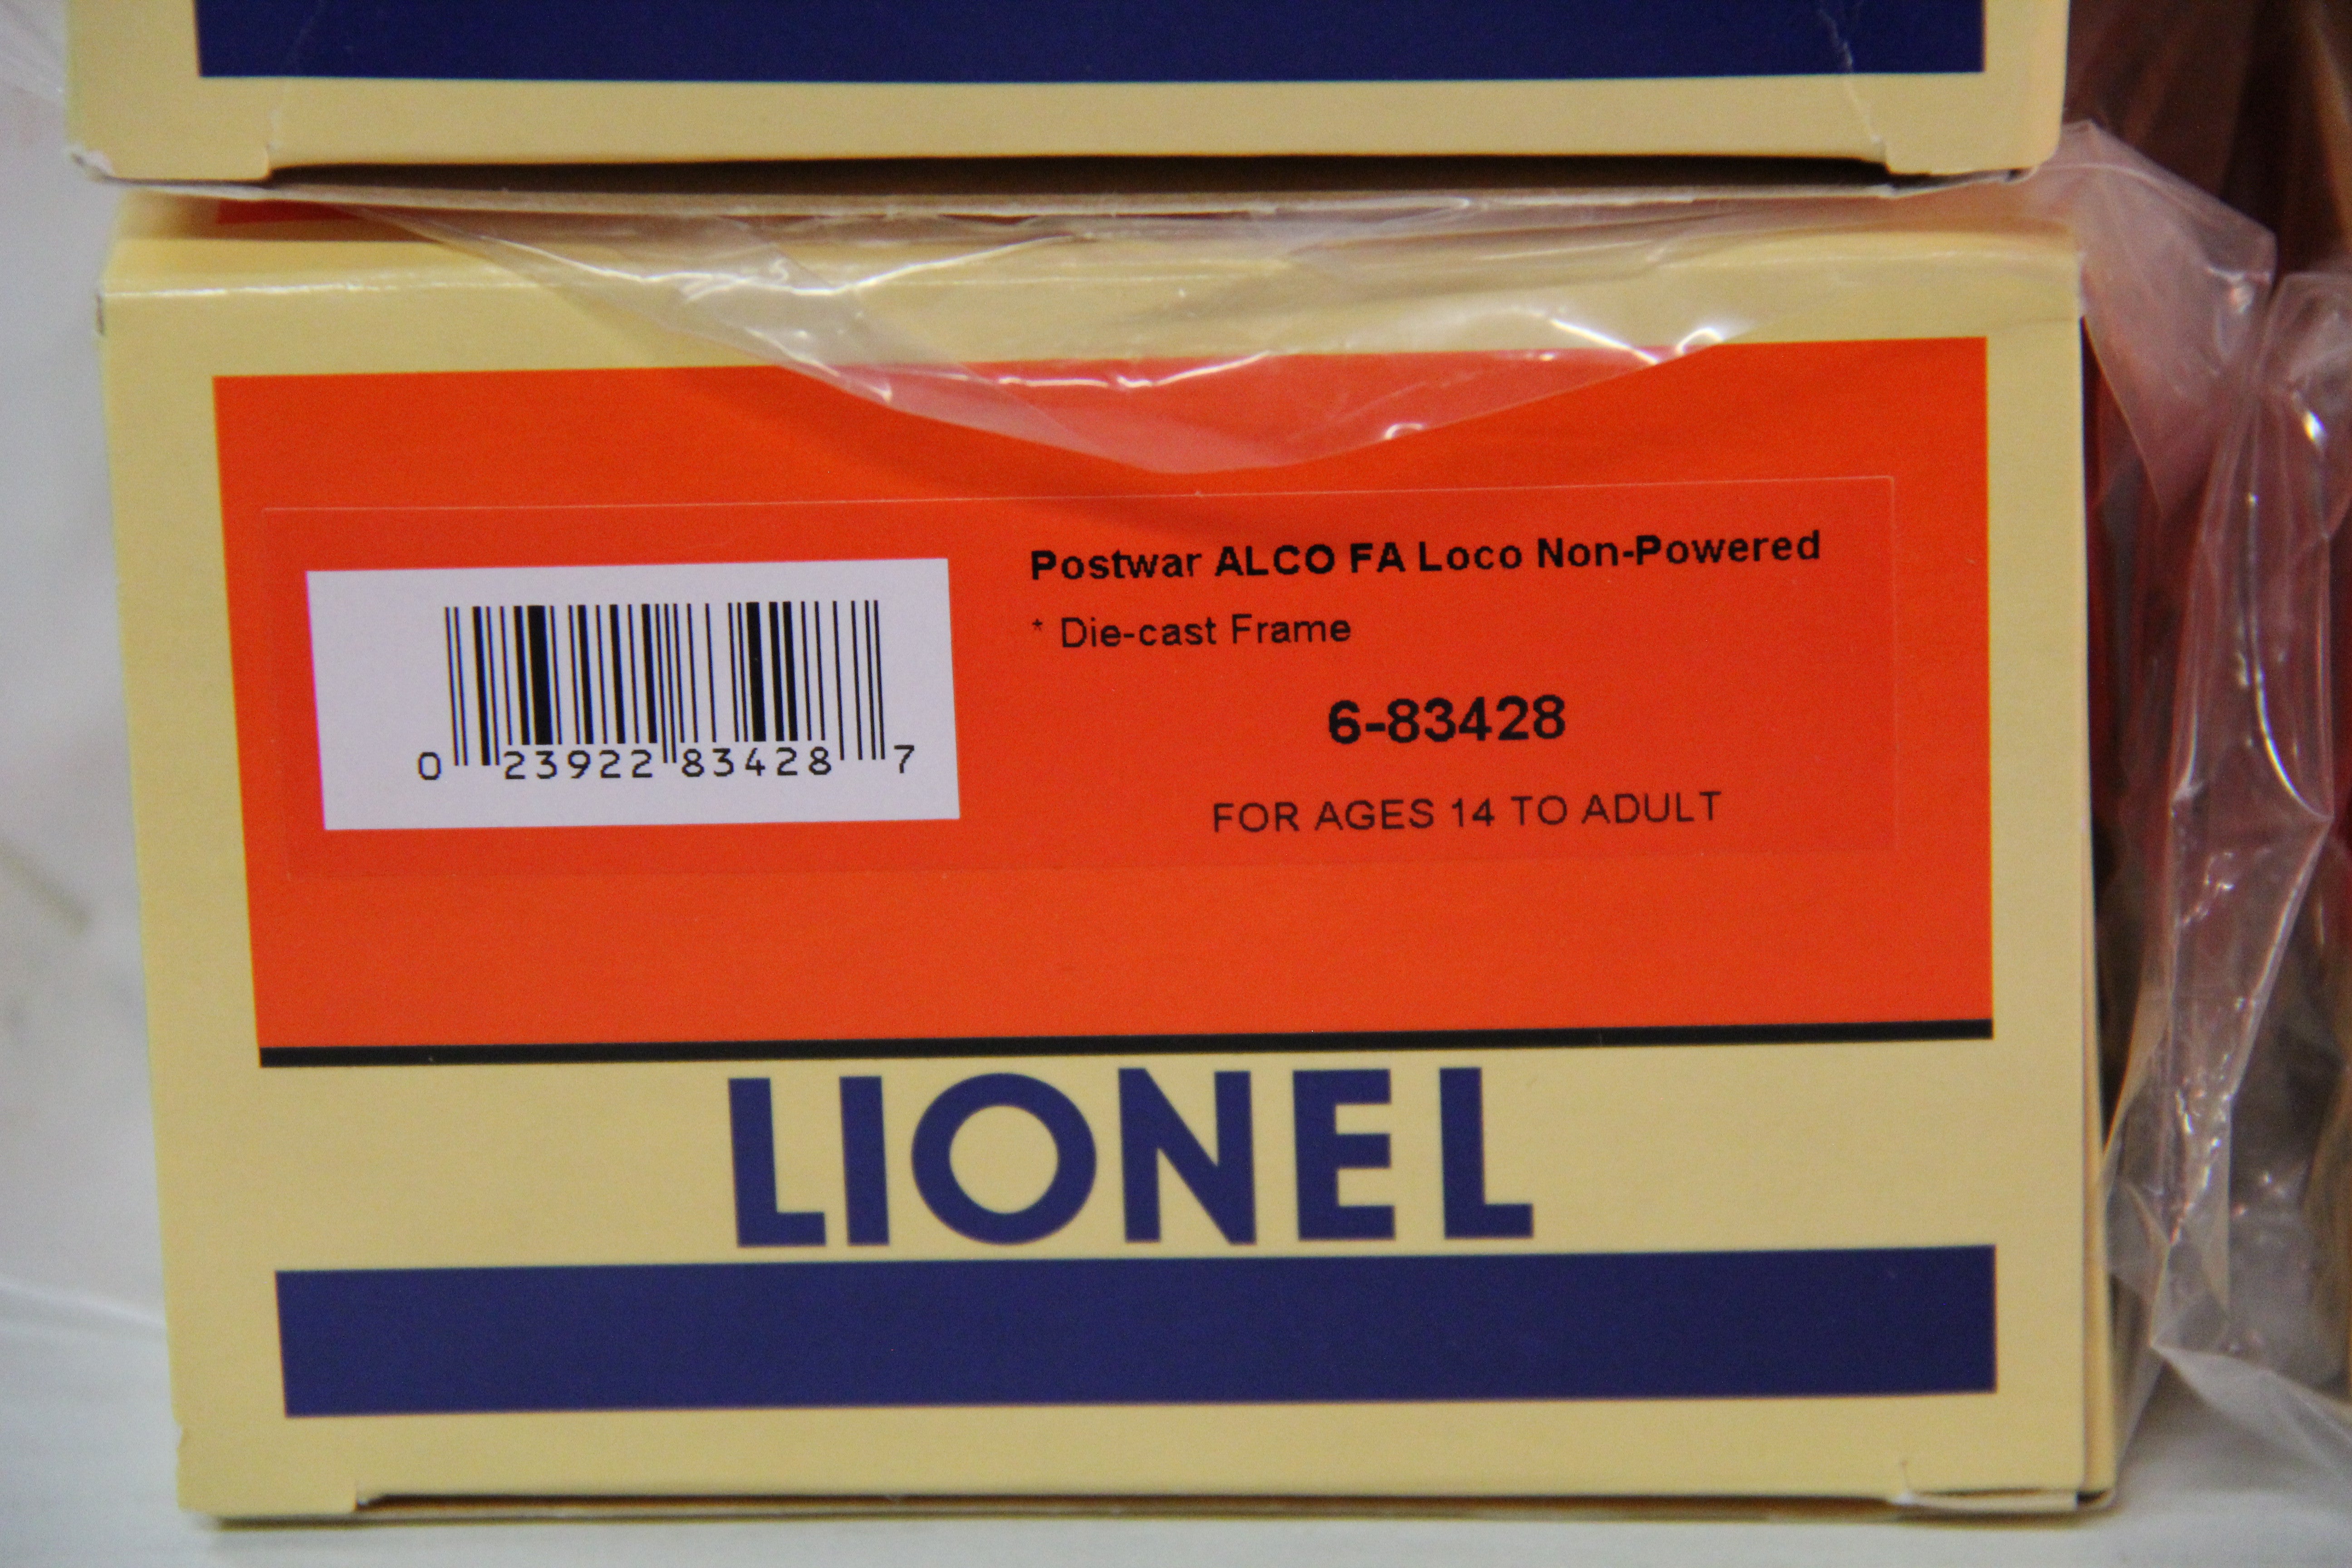 Postwar ALCO FA Loco Non-Powered
* Die-cast Frame
6-83428
FOR AGES 14 TO ADULT
0 23922 83428 7
LIONEL